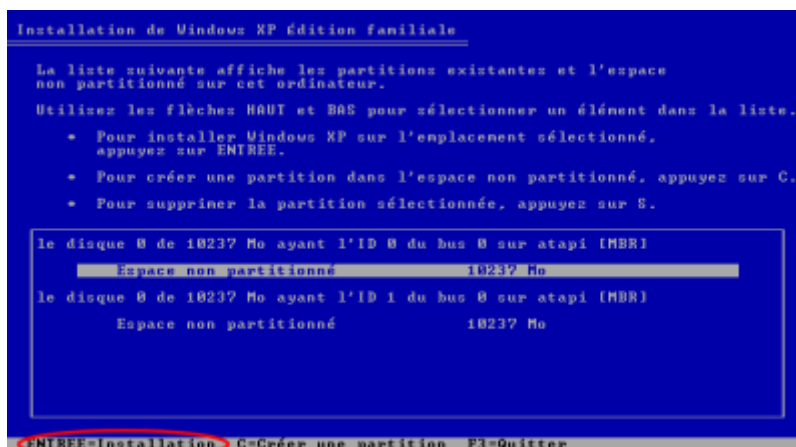 Installation de Windows XP Édition familiale
La liste suivante affiche les partitions existantes et l'espace
non partitionné sur cet ordinateur.
Utilisez les flèches HAUT et BAS pour sélectionner un élément dans la liste.
• Pour installer Windows XP sur l'emplacement sélectionné,
appuyez sur ENTREE.
• Pour créer une partition dans l'espace non partitionné, appuyez sur C.
• Pour supprimer la partition sélectionnée, appuyez sur S.
le disque 0 de 10237 Mo ayant l'ID 0 du bus 0 sur atapi [MBR]
Espace non partitionné 10237 Mo
le disque 0 de 10237 Mo ayant l'ID 1 du bus 0 sur atapi [MBR]
Espace non partitionné 10237 Mo
ENTREE=Installation C=Créer une partition F3=Quitter